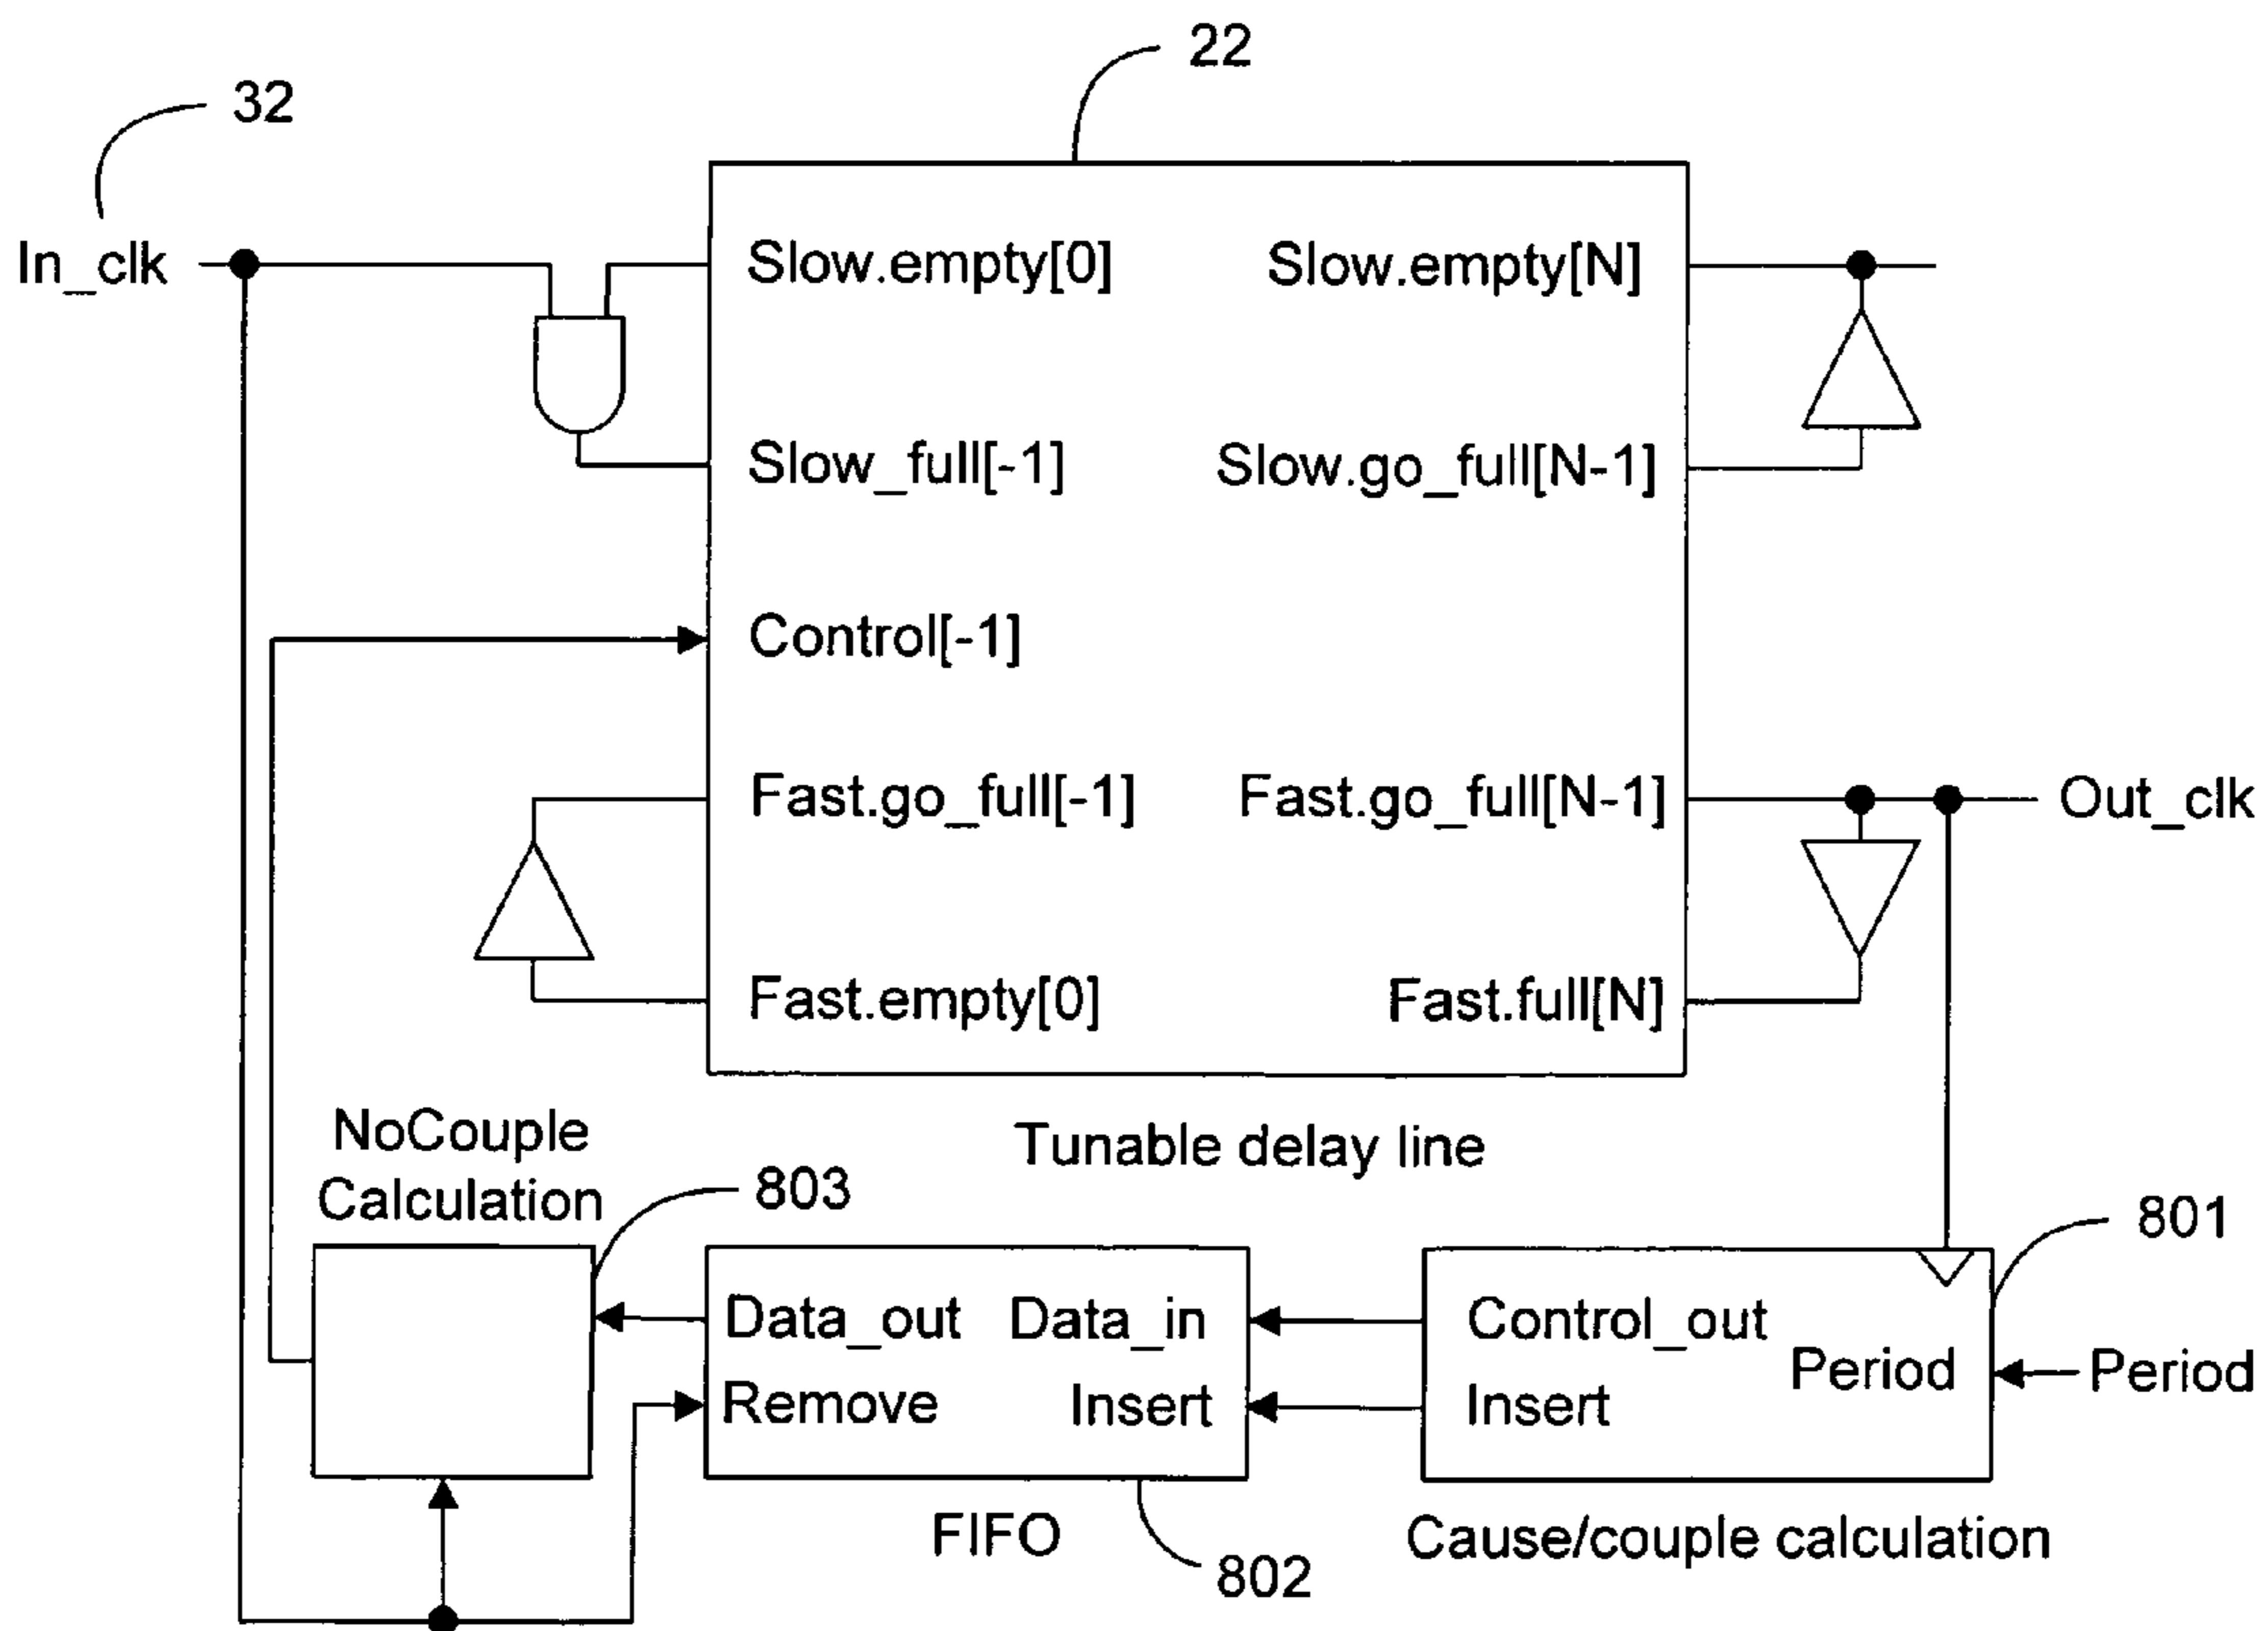 22
32
In_clk
Slow.empty[0]
Slow.empty[N]
Slow_full[-1]
Slow.go_full[N-1]
Control[-1]
Fast.go_full[-1]
Fast.go_full[N-1]
Out_clk
Fast.empty[0]
Fast.full[N]
NoCouple
Calculation
Tunable delay line
803
801
Data_out
Data_in
Control_out
Period
Period
Remove
Insert
Insert
FIFO
Cause/couple calculation
802